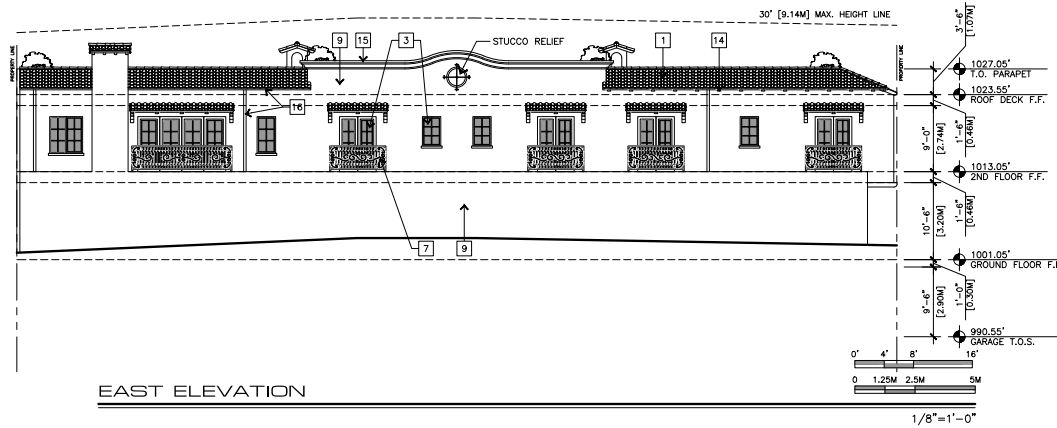 30' [9.14M] MAX. HEIGHT LINE
3'-6"
[1.07M]
PROPERTY LINE
9
15
3
STUCCO RELIEF
1
14
PROPERTY LINE
1027.05'
T.O. PARAPET
1023.55'
ROOF DECK F.F.
16
9'-0"
[2.74M]
1'-6"
[0.46M]
1013.05'
2ND FLOOR F.F.
10'-6"
[3.20M]
1'-6"
[0.46M]
7
9
1001.05'
GROUND FLOOR F.F
9'-6"
[2.90M]
1'-0"
[0.30M]
990.55'
GARAGE T.O.S.
0' 4' 8' 16'
0 1.25M 2.5M 5M
EAST ELEVATION
1/8"=1'-0"